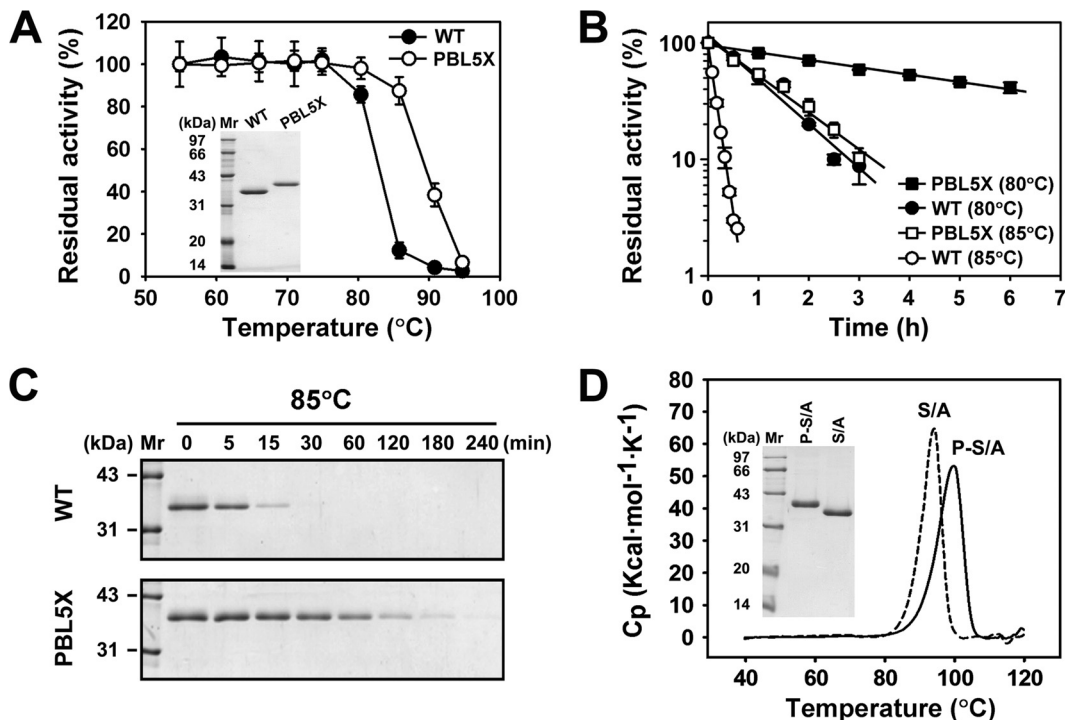 A
Residual activity (%)
120
100
80
60
40
20
0
50 60 70 80 90 100
Temperature (°C)
WT
PBL5X
(kDa) Mr WT PBL5X
97
66
43
31
20
14
B
Residual activity (%)
100
10
1
0 1 2 3 4 5 6 7
Time (h)
PBL5X (80°C)
WT (80°C)
PBL5X (85°C)
WT (85°C)
C
85°C
(kDa) Mr 0 5 15 30 60 120 180 240 (min)
WT
43
31
PBL5X
43
31
D
Cp (Kcal·mol⁻¹·K⁻¹)
80
70
60
50
40
30
20
10
0
40 60 80 100 120
Temperature (°C)
S/A
P-S/A
(kDa) Mr P-S/A S/A
97
66
43
31
20
14